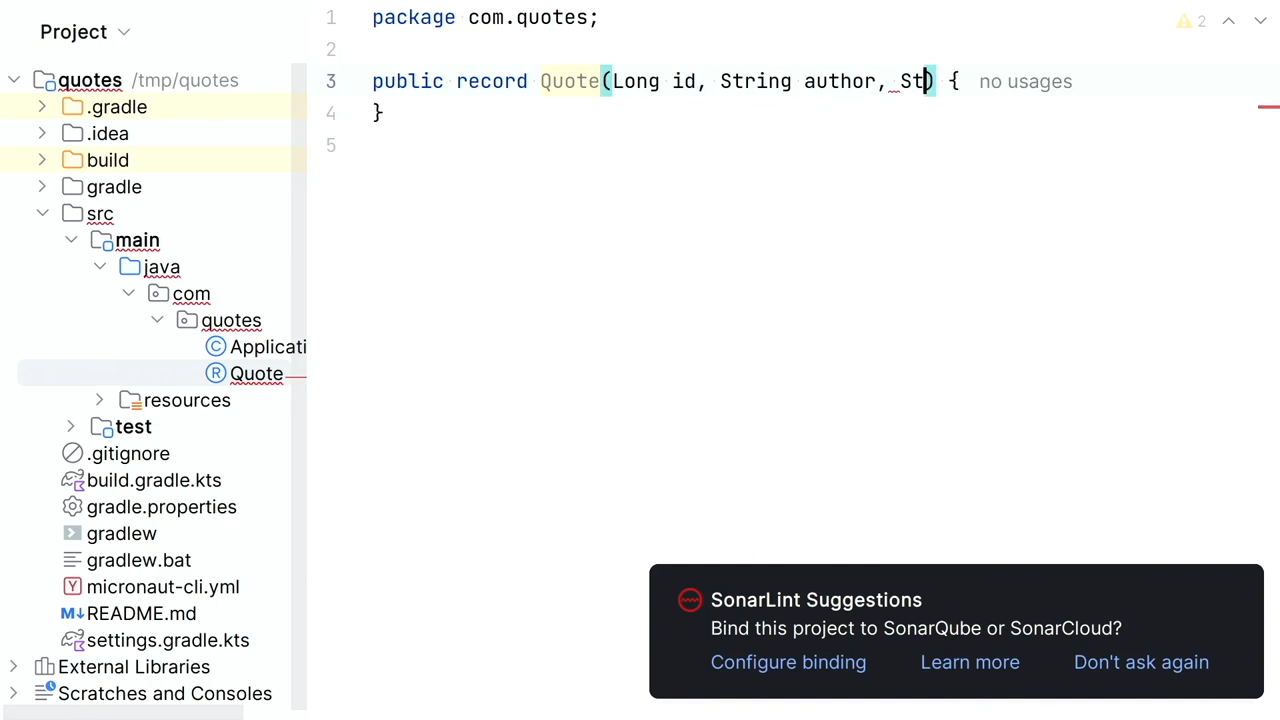 Project
quotes /tmp/quotes
.gradle
.idea
build
gradle
src
main
java
com
quotes
Applicati
Quote
resources
test
.gitignore
build.gradle.kts
gradle.properties
gradlew
gradlew.bat
micronaut-cli.yml
README.md
settings.gradle.kts
External Libraries
Scratches and Consoles
1 package com.quotes;
2
3 public record Quote(Long id, String author, St) { no usages
4 }
5
2
SonarLint Suggestions
Bind this project to SonarQube or SonarCloud?
Configure binding Learn more Don't ask again